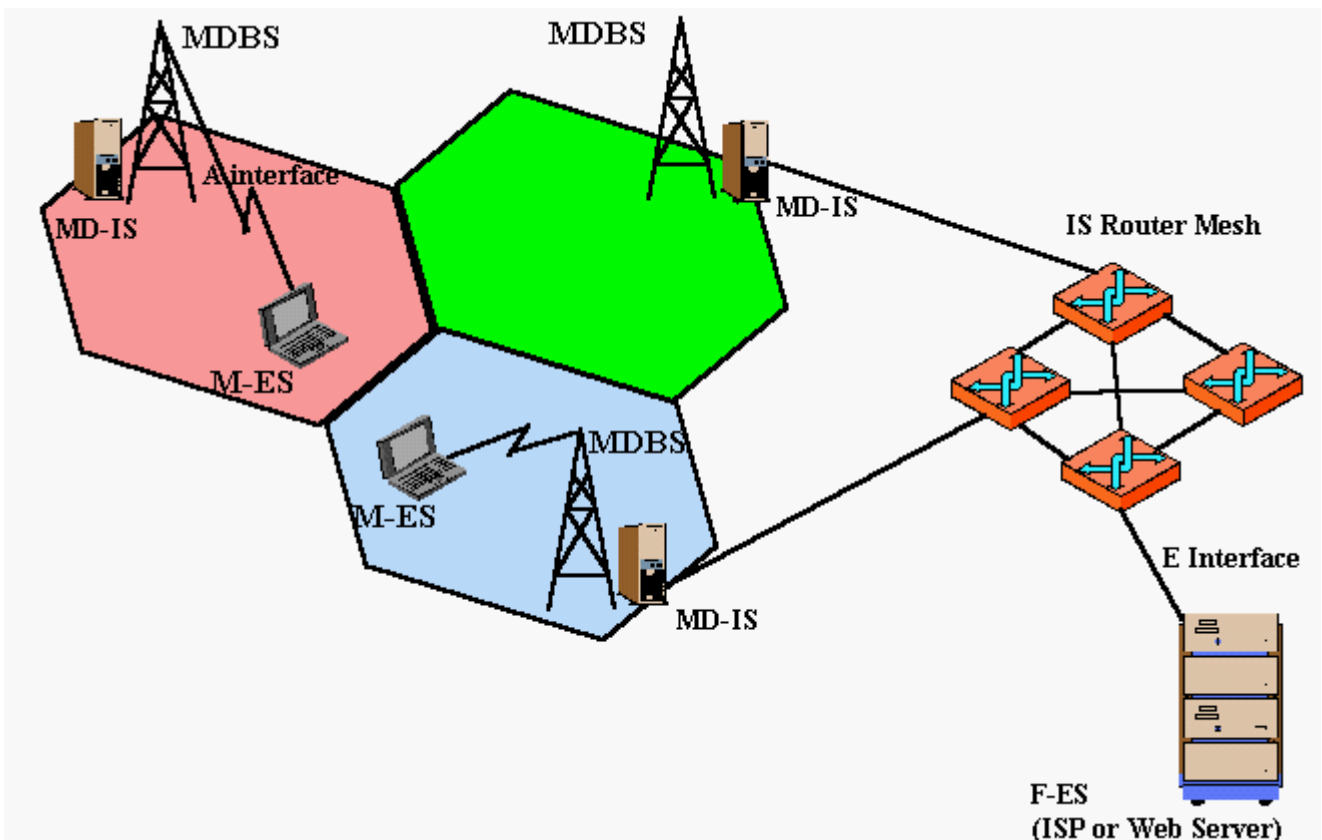 MDBS
MDBS
A interface
MD-IS
MD-IS
IS Router Mesh
M-ES
MDBS
M-ES
E Interface
MD-IS
F-ES
(ISP or Web Server)